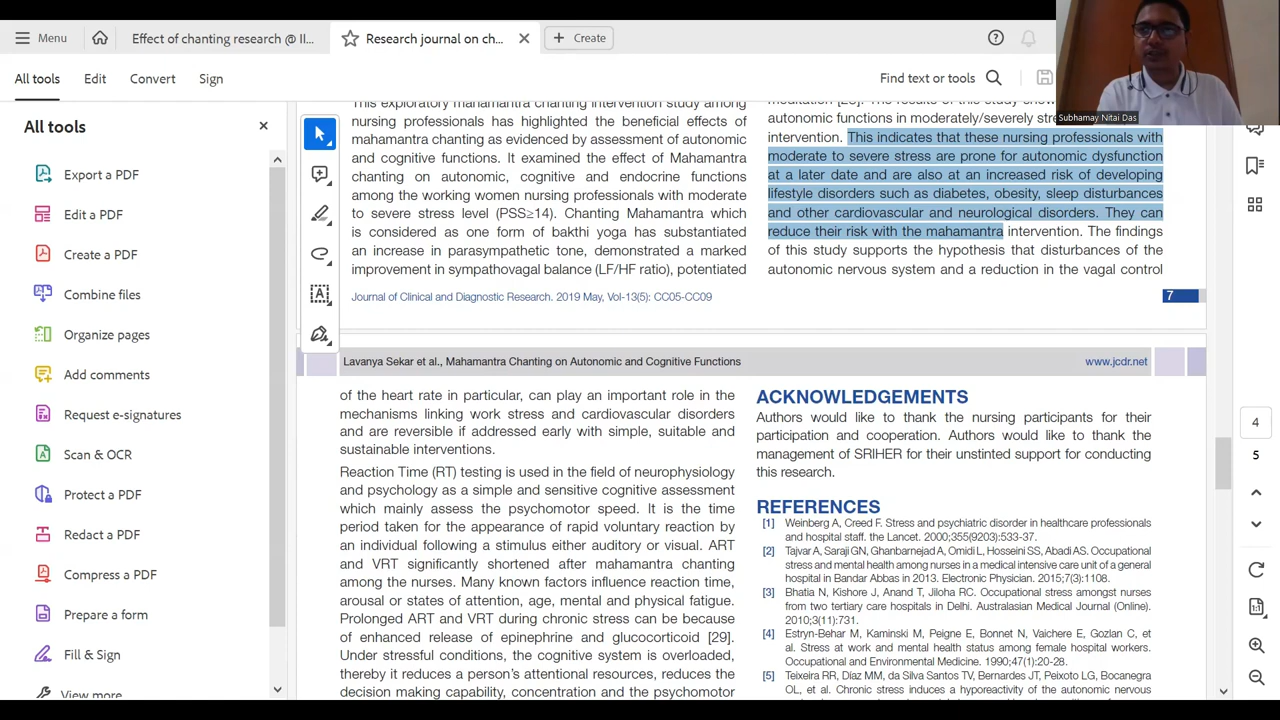 Menu
Effect of chanting research @ II...
Research journal on ch...
Create
All tools
Edit
Convert
Sign
Find text or tools
Subhamay Nitai Das
All tools
Export a PDF
Edit a PDF
Create a PDF
Combine files
Organize pages
Add comments
Request e-signatures
Scan & OCR
Protect a PDF
Redact a PDF
Compress a PDF
Prepare a form
Fill & Sign
View more
This exploratory mahamantra chanting intervention study among
nursing professionals has highlighted the beneficial effects of
mahamantra chanting as evidenced by assessment of autonomic
and cognitive functions. It examined the effect of Mahamantra
chanting on autonomic, cognitive and endocrine functions
among the working women nursing professionals with moderate
to severe stress level (PSS≥14). Chanting Mahamantra which
is considered as one form of bakthi yoga has substantiated
an increase in parasympathetic tone, demonstrated a marked
improvement in sympathovagal balance (LF/HF ratio), potentiated
meditation [28]. The results of this study
autonomic functions in moderately/severely
intervention. This indicates that these nursing professionals with
moderate to severe stress are prone for autonomic dysfunction
at a later date and are also at an increased risk of developing
lifestyle disorders such as diabetes, obesity, sleep disturbances
and other cardiovascular and neurological disorders. They can
reduce their risk with the mahamantra intervention. The findings
of this study supports the hypothesis that disturbances of the
autonomic nervous system and a reduction in the vagal control
Journal of Clinical and Diagnostic Research. 2019 May, Vol-13(5): CC05-CC09
7
Lavanya Sekar et al., Mahamantra Chanting on Autonomic and Cognitive Functions
www.jcdr.net
of the heart rate in particular, can play an important role in the
mechanisms linking work stress and cardiovascular disorders
and are reversible if addressed early with simple, suitable and
sustainable interventions.
Reaction Time (RT) testing is used in the field of neurophysiology
and psychology as a simple and sensitive cognitive assessment
which mainly assess the psychomotor speed. It is the time
period taken for the appearance of rapid voluntary reaction by
an individual following a stimulus either auditory or visual. ART
and VRT significantly shortened after mahamantra chanting
among the nurses. Many known factors influence reaction time,
arousal or states of attention, age, mental and physical fatigue.
Prolonged ART and VRT during chronic stress can be because
of enhanced release of epinephrine and glucocorticoid [29].
Under stressful conditions, the cognitive system is overloaded,
thereby it reduces a person's attentional resources, reduces the
decision making capability, concentration and the psychomotor
ACKNOWLEDGEMENTS
Authors would like to thank the nursing participants for their
participation and cooperation. Authors would like to thank the
management of SRIHER for their unstinted support for conducting
this research.
REFERENCES
[1] Weinberg A, Creed F. Stress and psychiatric disorder in healthcare professionals
and hospital staff. the Lancet. 2000;355(9203):533-37.
[2] Tajvar A, Saraji GN, Ghanbarnejad A, Omidi L, Hosseini SS, Abadi AS. Occupational
stress and mental health among nurses in a medical intensive care unit of a general
hospital in Bandar Abbas in 2013. Electronic Physician. 2015;7(3):1108.
[3] Bhatia N, Kishore J, Anand T, Jiloha RC. Occupational stress amongst nurses
from two tertiary care hospitals in Delhi. Australasian Medical Journal (Online).
2010;3(11):731.
[4] Estryn-Behar M, Kaminski M, Peigne E, Bonnet N, Vaichere E, Gozlan C, et
al. Stress at work and mental health status among female hospital workers.
Occupational and Environmental Medicine. 1990;47(1):20-28.
[5] Teixeira RR, Díaz MM, da Silva Santos TV, Bernardes JT, Peixoto LG, Bocanegra
OL, et al. Chronic stress induces a hyporeactivity of the autonomic nervous
4
5